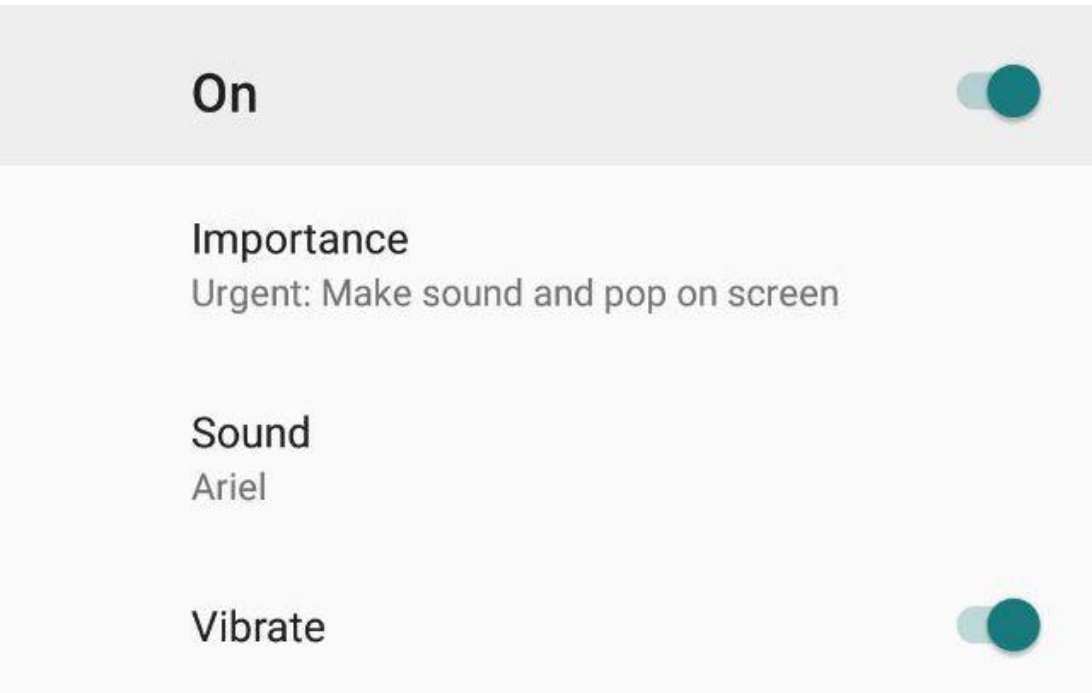 On
Importance
Urgent: Make sound and pop on screen
Sound
Ariel
Vibrate